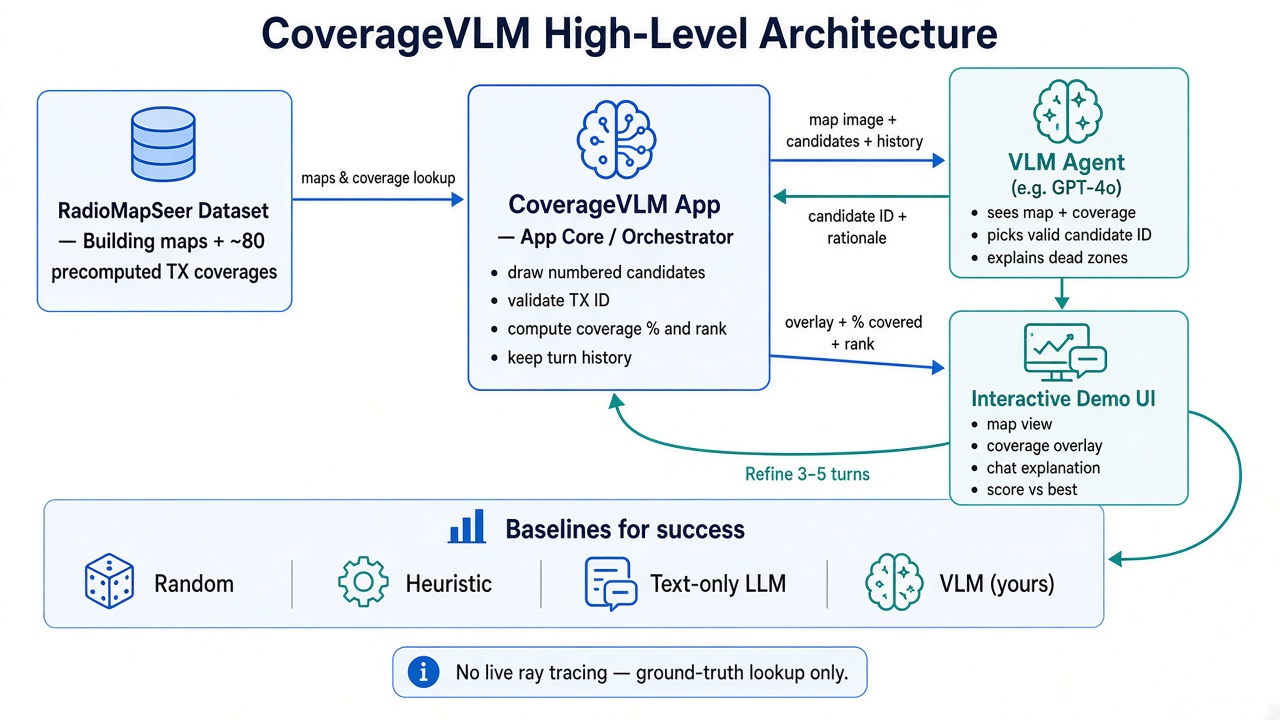 CoverageVLM High-Level Architecture
RadioMapSeer Dataset
— Building maps + ~80
precomputed TX coverages
maps & coverage lookup
CoverageVLM App
— App Core / Orchestrator
• draw numbered candidates
• validate TX ID
• compute coverage % and rank
• keep turn history
map image +
candidates + history
candidate ID +
rationale
overlay + % covered
+ rank
VLM Agent
(e.g. GPT-4o)
• sees map + coverage
• picks valid candidate ID
• explains dead zones
Interactive Demo UI
• map view
• coverage overlay
• chat explanation
• score vs best
Refine 3–5 turns
Baselines for success
Random
Heuristic
Text-only LLM
VLM (yours)
i No live ray tracing — ground-truth lookup only.